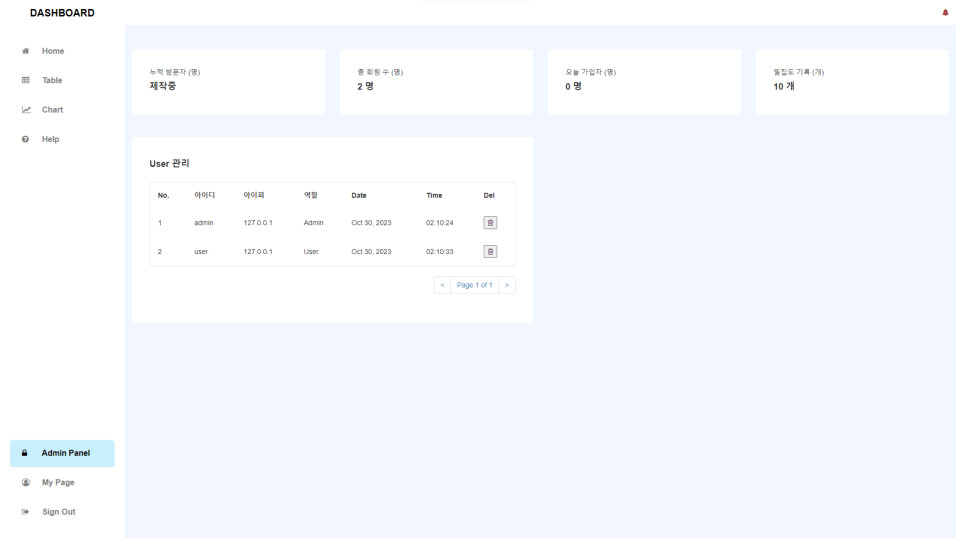 DASHBOARD
Home
Table
Chart
Help
Admin Panel
My Page
Sign Out
누적 방문자 (명)
제작중
총 회원 수 (명)
2 명
오늘 가입자 (명)
0 명
밀집도 기록 (개)
10 개
User 관리
No. 아이디 아이피 역할 Date Time Del
1 admin 127.0.0.1 Admin Oct 30, 2023 02:10:24
2 user 127.0.0.1 User Oct 30, 2023 02:10:33
< Page 1 of 1 >